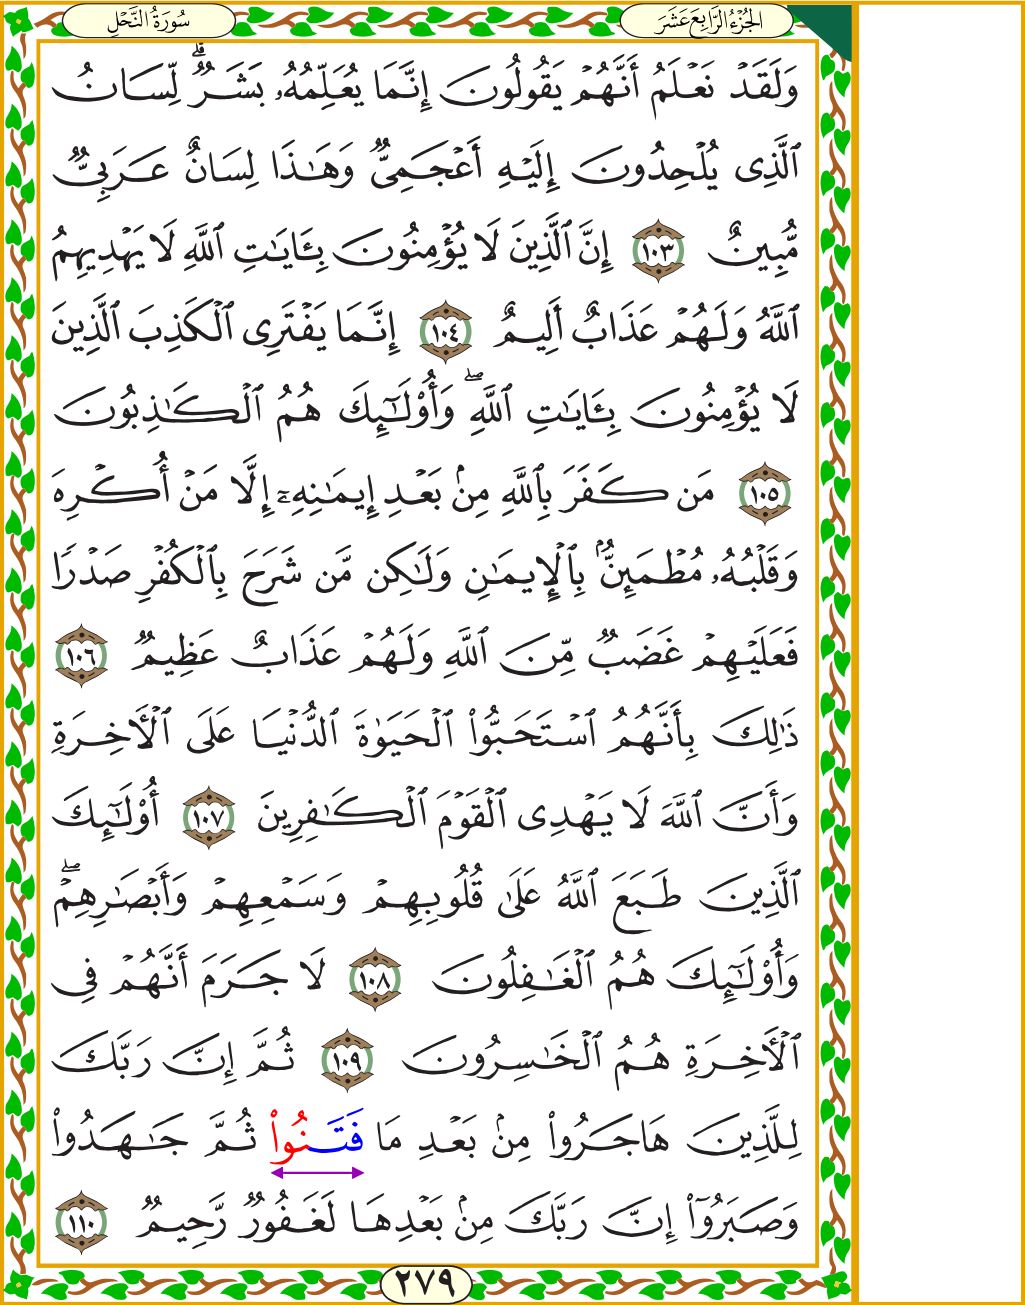 الجُزْءُ الرَّابِعَ عَشَرَ
سُورَةُ النَّحْلِ
وَلَقَدۡ نَعۡلَمُ أَنَّهُمۡ يَقُولُونَ إِنَّمَا يُعَلِّمُهُۥ بَشَرٞۗ لِّسَانُ
ٱلَّذِي يُلۡحِدُونَ إِلَيۡهِ أَعۡجَمِيّٞ وَهَٰذَا لِسَانٌ عَرَبِيّٞ
مُّبِينٌ ١٠٣ إِنَّ ٱلَّذِينَ لَا يُؤۡمِنُونَ بِـَٔايَٰتِ ٱللَّهِ لَا يَهۡدِيهِمُ
ٱللَّهُ وَلَهُمۡ عَذَابٌ أَلِيمٌ ١٠٤ إِنَّمَا يَفۡتَرِي ٱلۡكَذِبَ ٱلَّذِينَ
لَا يُؤۡمِنُونَ بِـَٔايَٰتِ ٱللَّهِۖ وَأُوْلَٰٓئِكَ هُمُ ٱلۡكَٰذِبُونَ
١٠٥ مَن كَفَرَ بِٱللَّهِ مِنۢ بَعۡدِ إِيمَٰنِهِۦٓ إِلَّا مَنۡ أُكۡرِهَ
وَقَلۡبُهُۥ مُطۡمَئِنُّۢ بِٱلۡإِيمَٰنِ وَلَٰكِن مَّن شَرَحَ بِٱلۡكُفۡرِ صَدۡرٗا
فَعَلَيۡهِمۡ غَضَبٞ مِّنَ ٱللَّهِ وَلَهُمۡ عَذَابٌ عَظِيمٞ ١٠٦
ذَٰلِكَ بِأَنَّهُمُ ٱسۡتَحَبُّواْ ٱلۡحَيَوٰةَ ٱلدُّنۡيَا عَلَى ٱلۡأٓخِرَةِ
وَأَنَّ ٱللَّهَ لَا يَهۡدِي ٱلۡقَوۡمَ ٱلۡكَٰفِرِينَ ١٠٧ أُوْلَٰٓئِكَ
ٱلَّذِينَ طَبَعَ ٱللَّهُ عَلَىٰ قُلُوبِهِمۡ وَسَمۡعِهِمۡ وَأَبۡصَٰرِهِمۡۖ
وَأُوْلَٰٓئِكَ هُمُ ٱلۡغَٰفِلُونَ ١٠٨ لَا جَرَمَ أَنَّهُمۡ فِي
ٱلۡأٓخِرَةِ هُمُ ٱلۡخَٰسِرُونَ ١٠٩ ثُمَّ إِنَّ رَبَّكَ
لِلَّذِينَ هَاجَرُواْ مِنۢ بَعۡدِ مَا فَتَنُواْ ثُمَّ جَٰهَدُواْ
وَصَبَرُوٓاْ إِنَّ رَبَّكَ مِنۢ بَعۡدِهَا لَغَفُورٞ رَّحِيمٞ ١١٠
٢٧٩